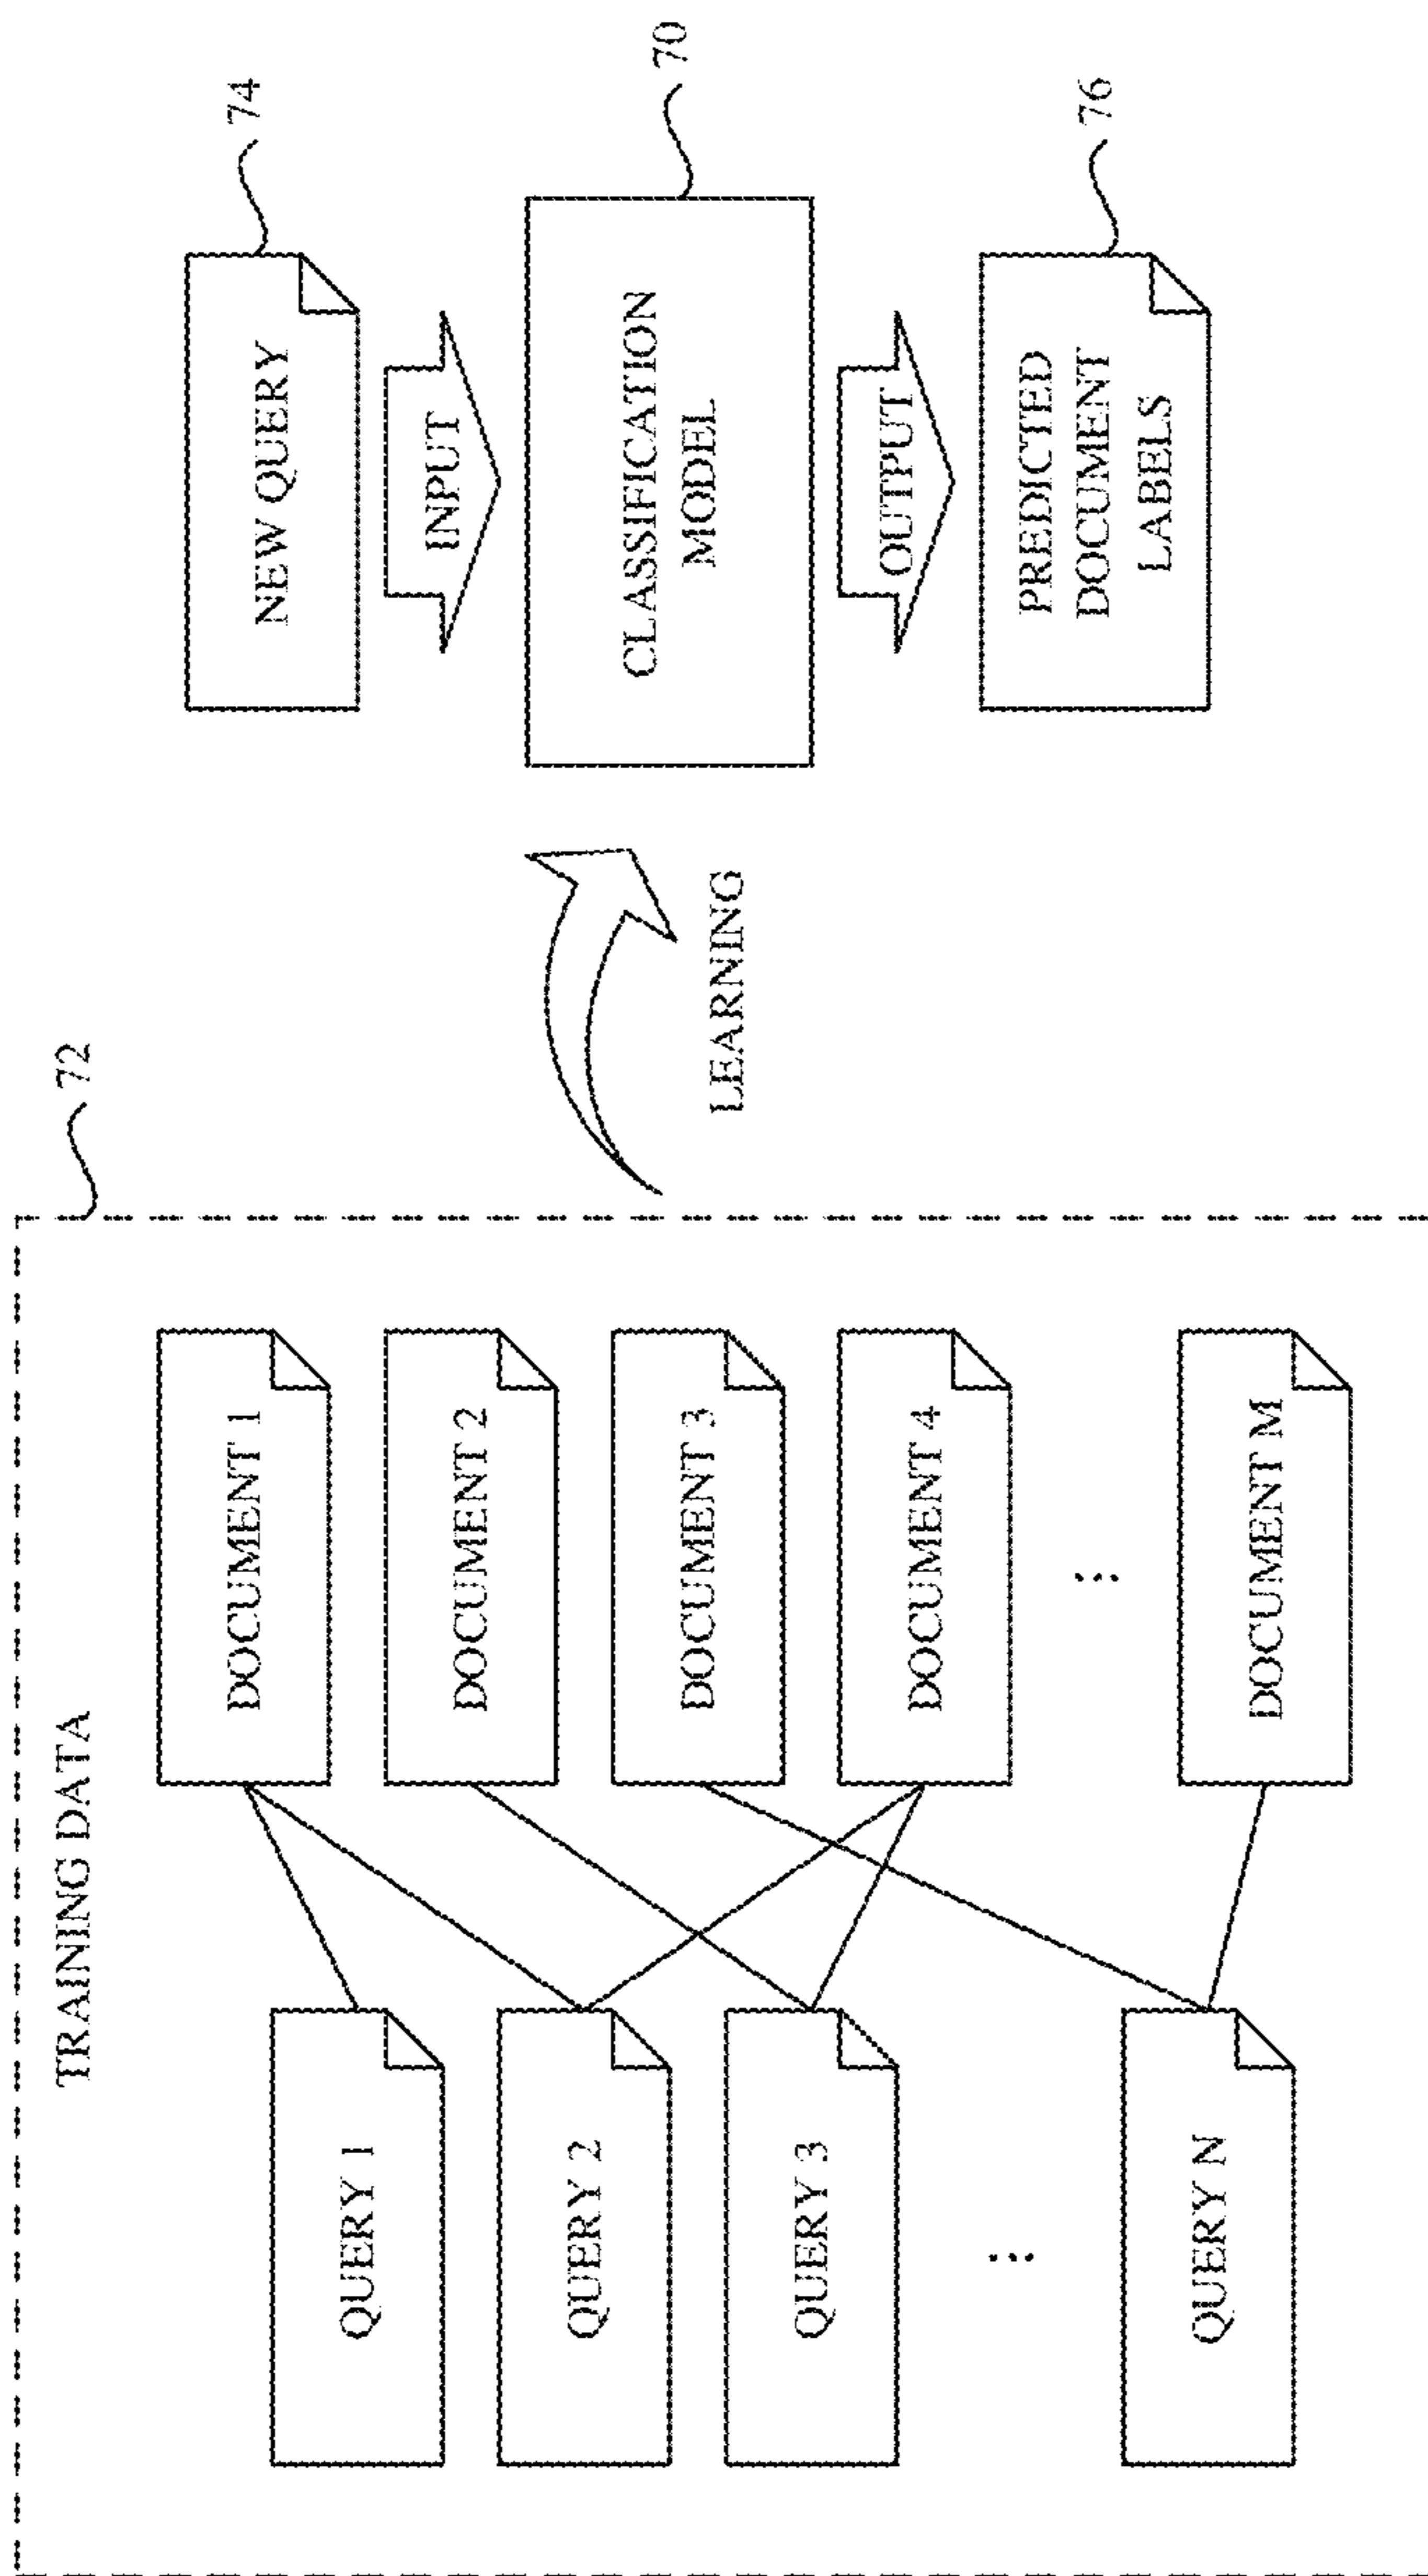 TRAINING DATA
72
QUERY 1
QUERY 2
QUERY 3
⋮
QUERY N
DOCUMENT 1
DOCUMENT 2
DOCUMENT 3
DOCUMENT 4
⋮
DOCUMENT M
LEARNING
NEW QUERY
74
INPUT
CLASSIFICATION
MODEL
70
OUTPUT
PREDICTED
DOCUMENT
LABELS
76